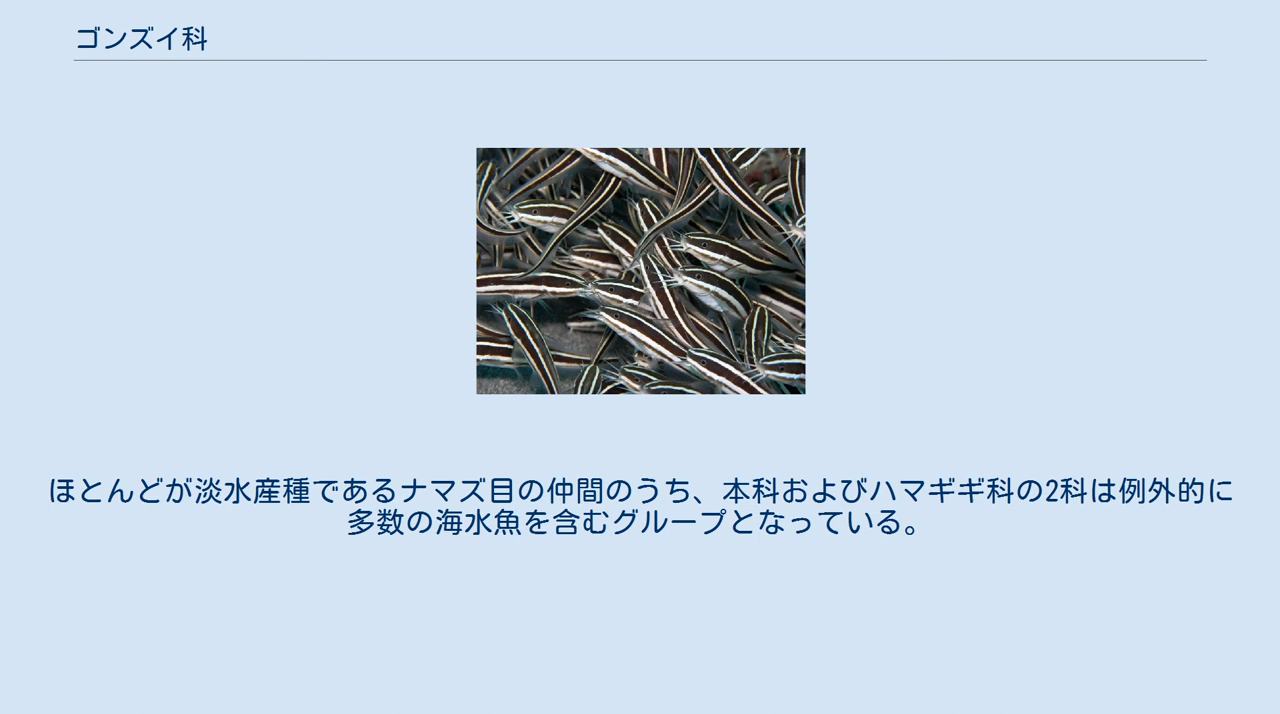 ゴンズイ科
ほとんどが淡水産種であるナマズ目の仲間のうち、本科およびハマギギ科の2科は例外的に
多数の海水魚を含むグループとなっている。